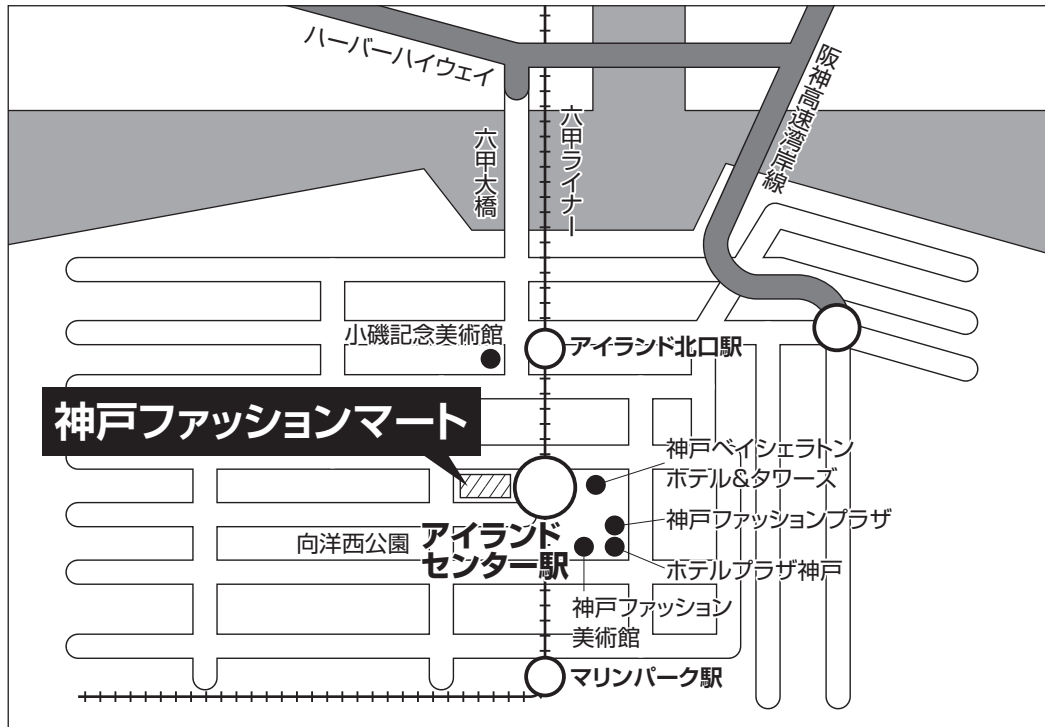 ハーバーハイウェイ
阪神高速湾岸線
六甲大橋
六甲ライナー
小磯記念美術館
アイランド北口駅
神戸ファッションマート
神戸ベイシェラトン
ホテル&タワーズ
神戸ファッションプラザ
向洋西公園
アイランド
センター駅
ホテルプラザ神戸
神戸ファッション
美術館
マリンパーク駅